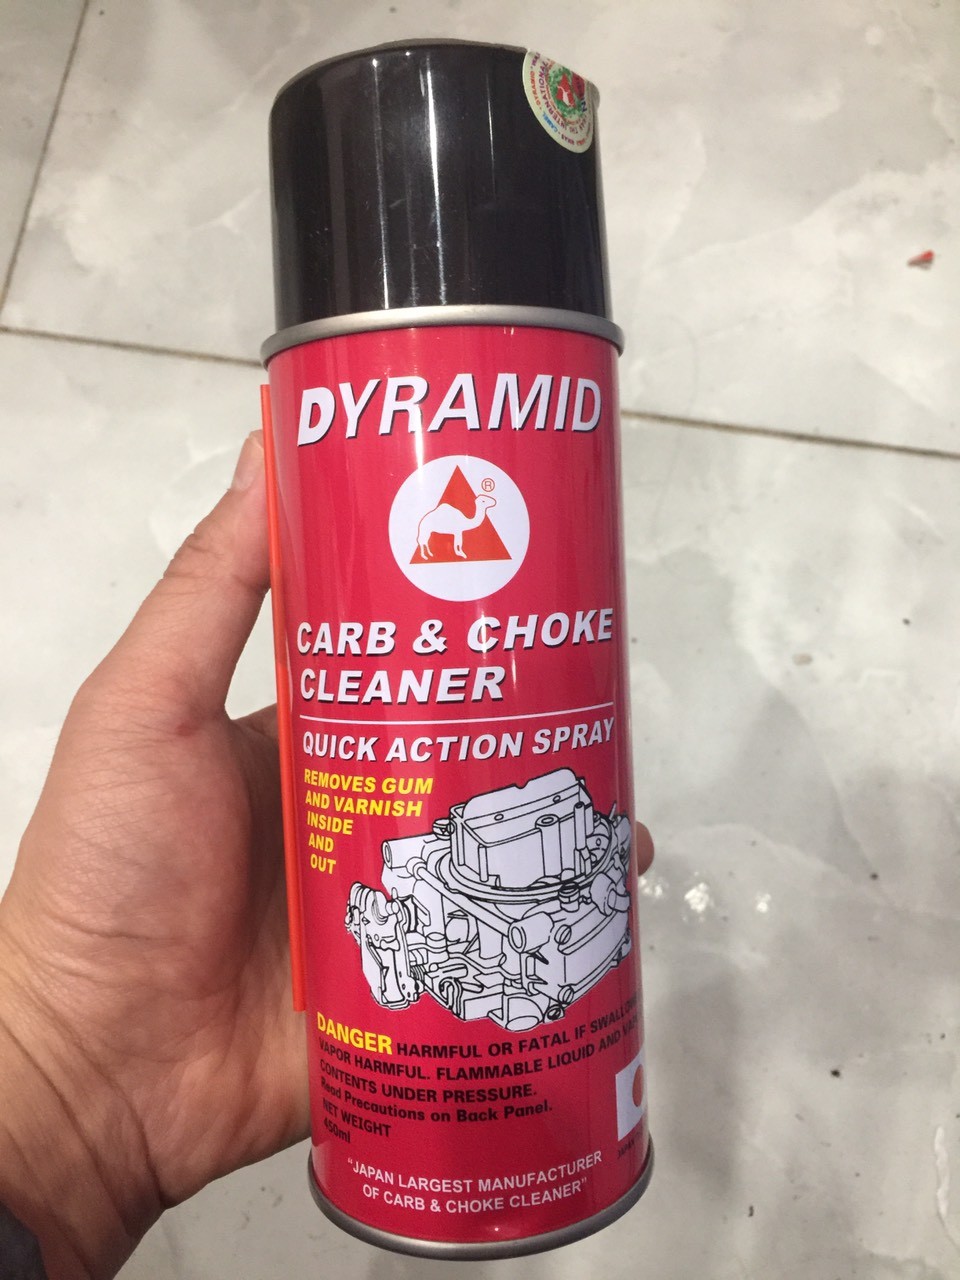 DYRAMID
®
CARB & CHOKE
CLEANER
QUICK ACTION SPRAY
REMOVES GUM
AND VARNISH
INSIDE
AND
OUT
DANGER HARMFUL OR FATAL IF
VAPOR HARMFUL. FLAMMABLE LIQUID AND
CONTENTS UNDER PRESSURE.
Read Precautions on Back Panel.
NET WEIGHT
450ml
"JAPAN LARGEST MANUFACTURER
OF CARB & CHOKE CLEANER"